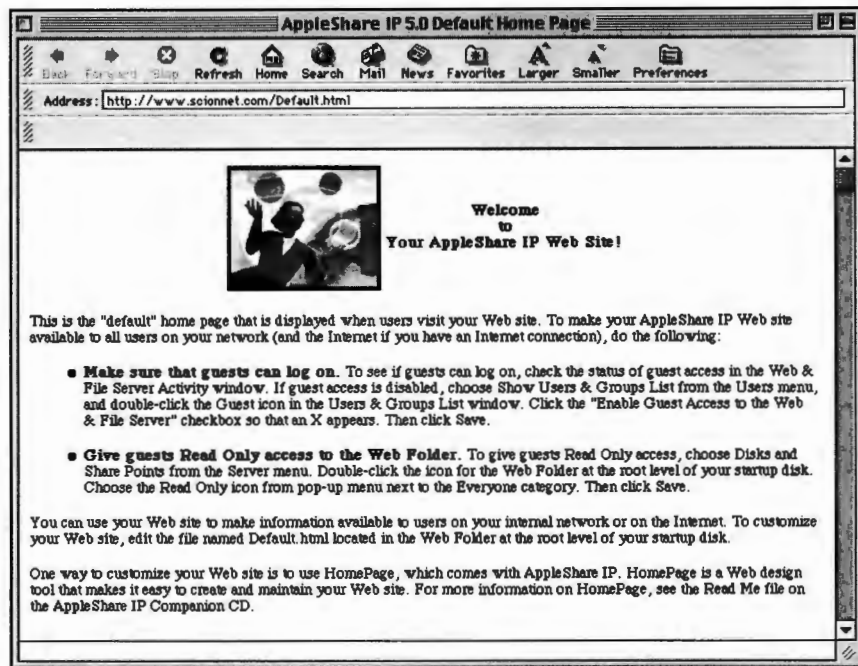 AppleShare IP 5.0 Default Home Page
Back Forward Stop Refresh Home Search Mail News Favorites Larger Smaller Preferences
Address: http://www.scionnet.com/Default.html
Welcome
to
Your AppleShare IP Web Site!
This is the "default" home page that is displayed when users visit your Web site. To make your AppleShare IP Web site
available to all users on your network (and the Internet if you have an Internet connection), do the following:
• Make sure that guests can log on. To see if guests can log on, check the status of guest access in the Web &
File Server Activity window. If guest access is disabled, choose Show Users & Groups List from the Users menu,
and double-click the Guest icon in the Users & Groups List window. Click the "Enable Guest Access to the Web
& File Server" checkbox so that an X appears. Then click Save.
• Give guests Read Only access to the Web Folder. To give guests Read Only access, choose Disks and
Share Points from the Server menu. Double-click the icon for the Web Folder at the root level of your startup disk.
Choose the Read Only icon from pop-up menu next to the Everyone category. Then click Save.
You can use your Web site to make information available to users on your internal network or on the Internet. To customize
your Web site, edit the file named Default.html located in the Web Folder at the root level of your startup disk.
One way to customize your Web site is to use HomePage, which comes with AppleShare IP. HomePage is a Web design
tool that makes it easy to create and maintain your Web site. For more information on HomePage, see the Read Me file on
the AppleShare IP Companion CD.